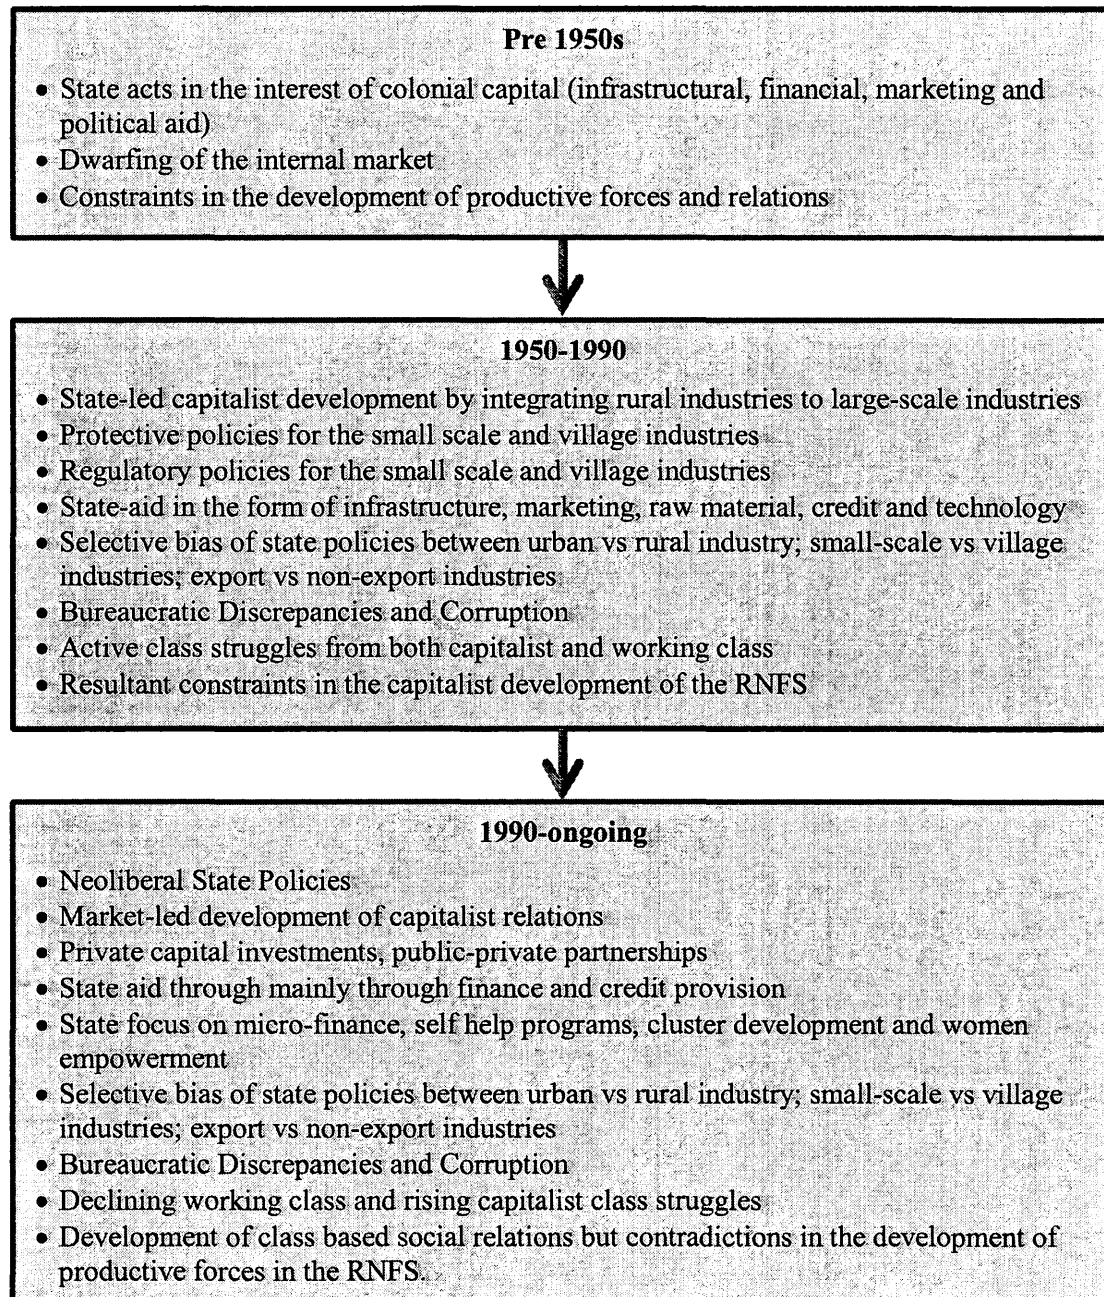 Pre 1950s
• State acts in the interest of colonial capital (infrastructural, financial, marketing and
political aid)
• Dwarfing of the internal market
• Constraints in the development of productive forces and relations
1950-1990
• State-led capitalist development by integrating rural industries to large-scale industries
• Protective policies for the small scale and village industries
• Regulatory policies for the small scale and village industries
• State-aid in the form of infrastructure, marketing, raw material, credit and technology
• Selective bias of state policies between urban vs rural industry; small-scale vs village
industries; export vs non-export industries
• Bureaucratic Discrepancies and Corruption
• Active class struggles from both capitalist and working class
• Resultant constraints in the capitalist development of the RNFS
1990-ongoing
• Neoliberal State Policies
• Market-led development of capitalist relations
• Private capital investments, public-private partnerships
• State aid through mainly through finance and credit provision
• State focus on micro-finance, self help programs, cluster development and women
empowerment
• Selective bias of state policies between urban vs rural industry; small-scale vs village
industries; export vs non-export industries
• Bureaucratic Discrepancies and Corruption
• Declining working class and rising capitalist class struggles
• Development of class based social relations but contradictions in the development of
productive forces in the RNFS.